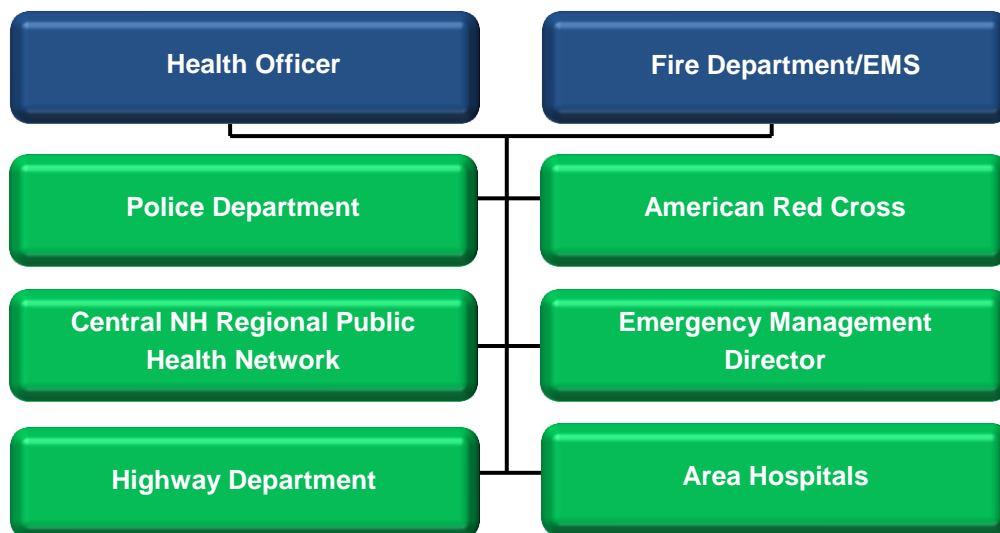 Health Officer
Fire Department/EMS
Police Department
American Red Cross
Central NH Regional Public
Health Network
Emergency Management
Director
Highway Department
Area Hospitals